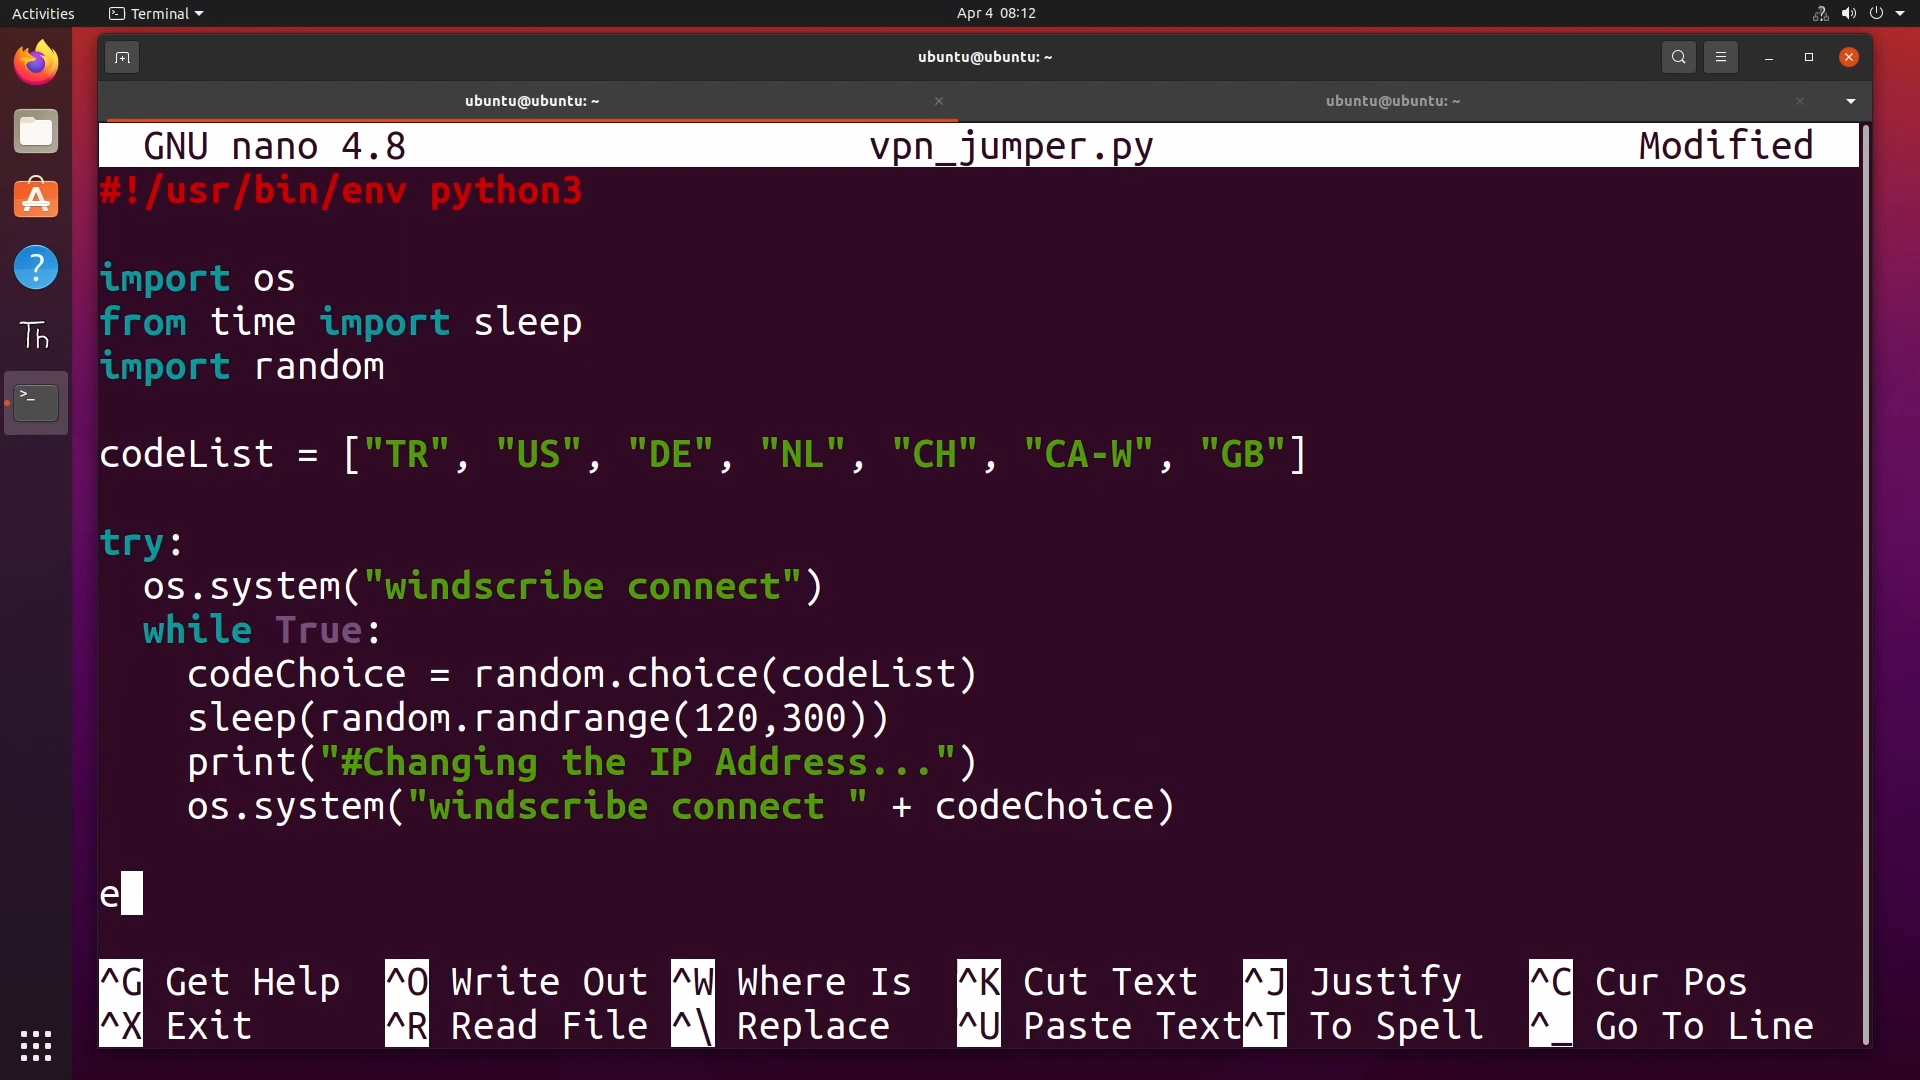 Activities Terminal Apr 4 08:12
ubuntu@ubuntu: ~
ubuntu@ubuntu: ~ ubuntu@ubuntu: ~
GNU nano 4.8 vpn_jumper.py Modified
#!/usr/bin/env python3
import os
from time import sleep
import random
codeList = ["TR", "US", "DE", "NL", "CH", "CA-W", "GB"]
try:
  os.system("windscribe connect")
  while True:
    codeChoice = random.choice(codeList)
    sleep(random.randrange(120,300))
    print("#Changing the IP Address...")
    os.system("windscribe connect " + codeChoice)
e
^G Get Help ^O Write Out ^W Where Is ^K Cut Text ^J Justify ^C Cur Pos
^X Exit ^R Read File ^\ Replace ^U Paste Text ^T To Spell ^_ Go To Line
Th